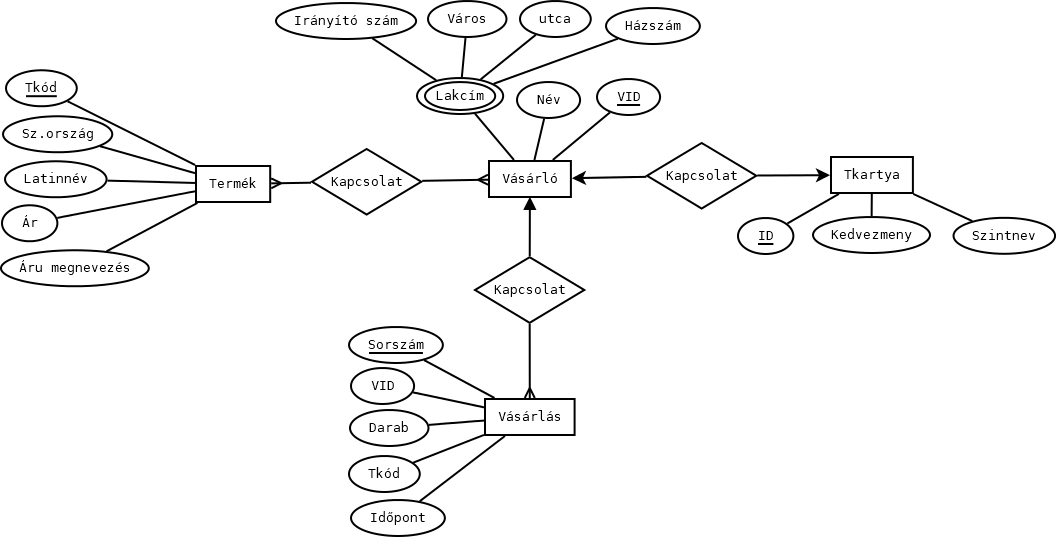 Irányító szám
Város
utca
Házszám
Lakcím
Név
VID
Tkód
Sz.ország
Latinnév
Ár
Áru megnevezés
Termék
Kapcsolat
Vásárló
Kapcsolat
Tkartya
ID
Kedvezmeny
Szintnev
Kapcsolat
Sorszám
VID
Darab
Tkód
Időpont
Vásárlás